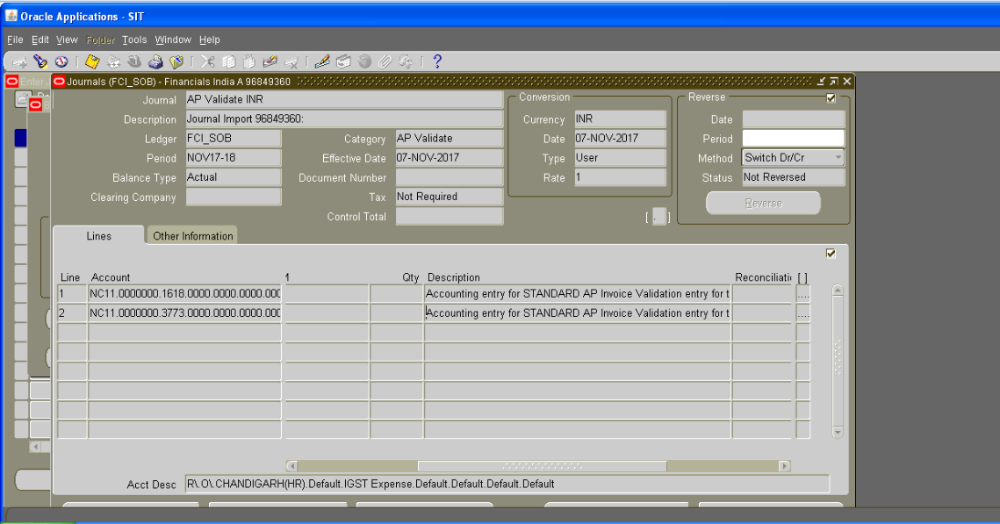 Oracle Applications - SIT
File Edit View Folder Tools Window Help
Journals (FCI_SOB) - Financials India A 96849360
Journal AP Validate INR
Description Journal Import 96849360:
Ledger FCI_SOB Category AP Validate
Period NOV17-18 Effective Date 07-NOV-2017
Balance Type Actual Document Number
Clearing Company Tax Not Required
Control Total
Conversion
Currency INR
Date 07-NOV-2017
Type User
Rate 1
Reverse
Date
Period
Method Switch Dr/Cr
Status Not Reversed
Reverse
[ . ]
Lines Other Information
Line Account Qty Description Reconciliati [ ]
1 NC11.0000000.1618.0000.0000.0000.000 Accounting entry for STANDARD AP Invoice Validation entry for t ....
2 NC11.0000000.3773.0000.0000.0000.000 Accounting entry for STANDARD AP Invoice Validation entry for t ....
Acct Desc R\.O\.CHANDIGARH(HR).Default.IGST Expense.Default.Default.Default.Default